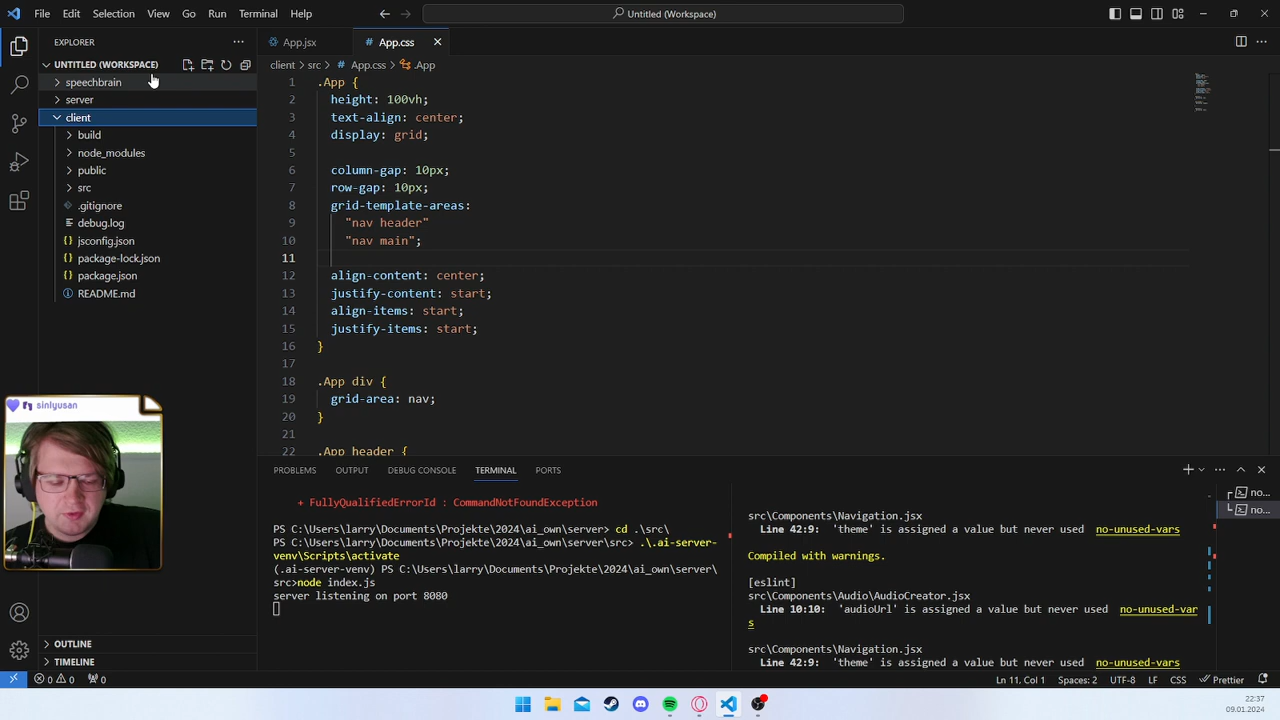 File Edit Selection View Go Run Terminal Help
Untitled (Workspace)
EXPLORER
App.jsx
# App.css
UNTITLED (WORKSPACE)
client > src > # App.css > .App
speechbrain
server
client
build
node_modules
public
src
.gitignore
debug.log
jsconfig.json
package-lock.json
package.json
README.md
1 .App {
2 height: 100vh;
3 text-align: center;
4 display: grid;
5
6 column-gap: 10px;
7 row-gap: 10px;
8 grid-template-areas:
9 "nav header"
10 "nav main";
11
12 align-content: center;
13 justify-content: start;
14 align-items: start;
15 justify-items: start;
16 }
17
18 .App div {
19 grid-area: nav;
20 }
21
22 .App header {
sinlyusan
PROBLEMS OUTPUT DEBUG CONSOLE TERMINAL PORTS
+ FullyQualifiedErrorId : CommandNotFoundException
PS C:\Users\larry\Documents\Projekte\2024\ai_own\server> cd .\src\
PS C:\Users\larry\Documents\Projekte\2024\ai_own\server\src> .\.ai-server-
venv\Scripts\activate
(.ai-server-venv) PS C:\Users\larry\Documents\Projekte\2024\ai_own\server\
src>node index.js
server listening on port 8080
src\Components\Navigation.jsx
Line 42:9: 'theme' is assigned a value but never used no-unused-vars
Compiled with warnings.
[eslint]
src\Components\Audio\AudioCreator.jsx
Line 10:10: 'audioUrl' is assigned a value but never used no-unused-var
s
src\Components\Navigation.jsx
Line 42:9: 'theme' is assigned a value but never used no-unused-vars
no...
no...
OUTLINE
TIMELINE
0 0 0
Ln 11, Col 1 Spaces: 2 UTF-8 LF CSS Prettier
22:37
09.01.2024